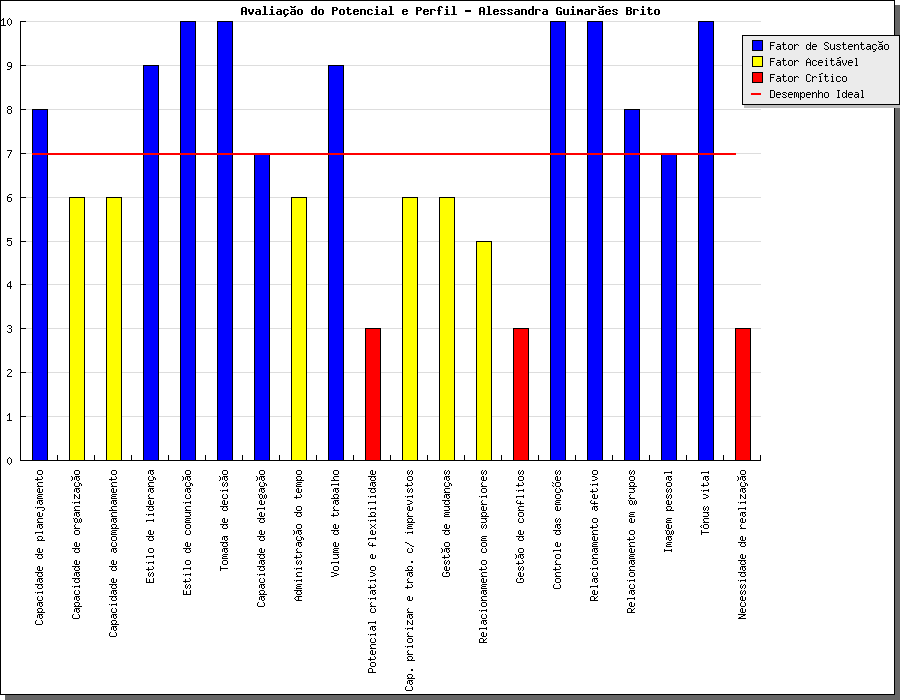 Avaliação do Potencial e Perfil - Alessandra Guimarães Brito
Fator de Sustentação
Fator Aceitável
Fator Crítico
Desempenho Ideal
10
9
8
7
6
5
4
3
2
1
0
Capacidade de planejamento
Capacidade de organização
Capacidade de acompanhamento
Estilo de liderança
Estilo de comunicação
Tomada de decisão
Capacidade de delegação
Administração do tempo
Volume de trabalho
Potencial criativo e flexibilidade
Cap. priorizar e trab. c/ imprevistos
Gestão de mudanças
Relacionamento com superiores
Gestão de conflitos
Controle das emoções
Relacionamento afetivo
Relacionamento em grupos
Imagem pessoal
Tônus vital
Necessidade de realização